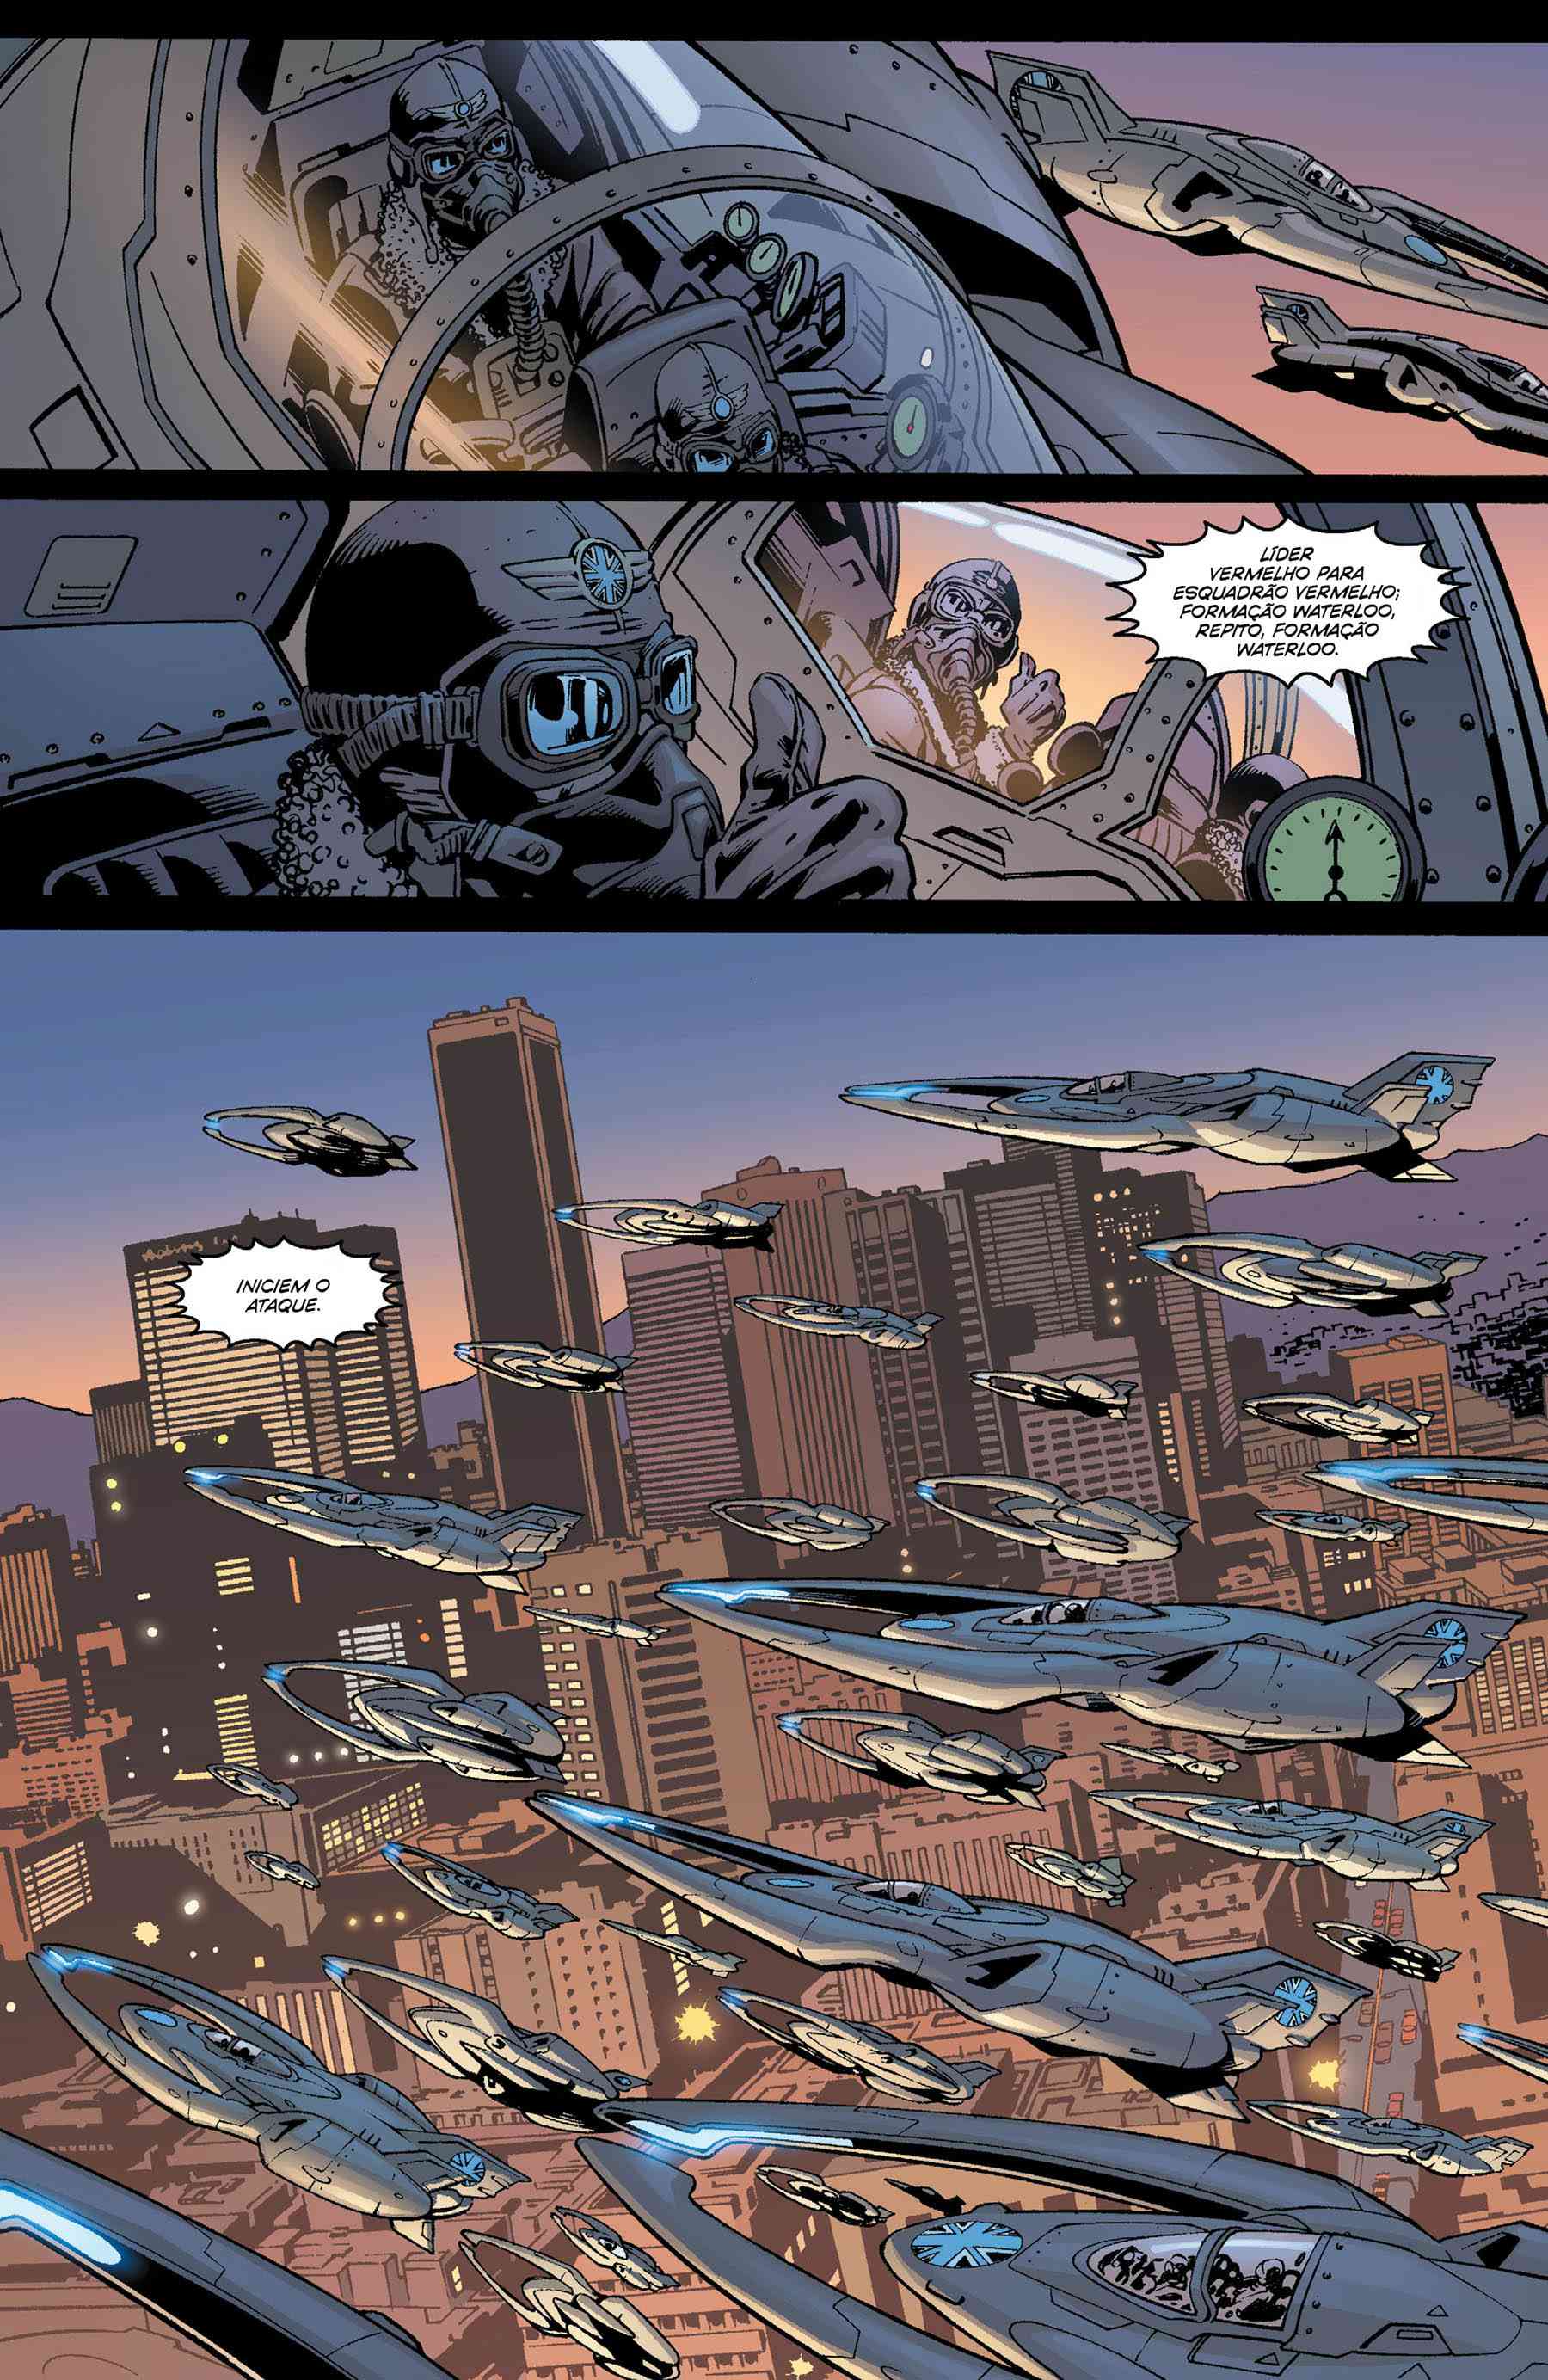 LÍDER
VERMELHO PARA
ESQUADRÃO VERMELHO;
FORMAÇÃO WATERLOO,
REPITO, FORMAÇÃO
WATERLOO.
INICIEM O
ATAQUE.